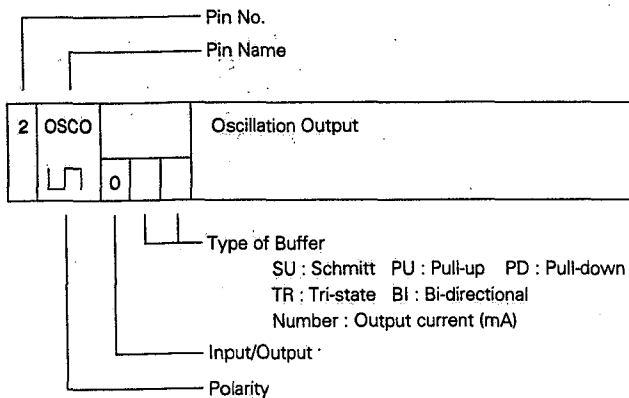 Pin No.
Pin Name
2 OSCO Oscillation Output
O
Type of Buffer
SU : Schmitt PU : Pull-up PD : Pull-down
TR : Tri-state BI : Bi-directional
Number : Output current (mA)
Input/Output
Polarity